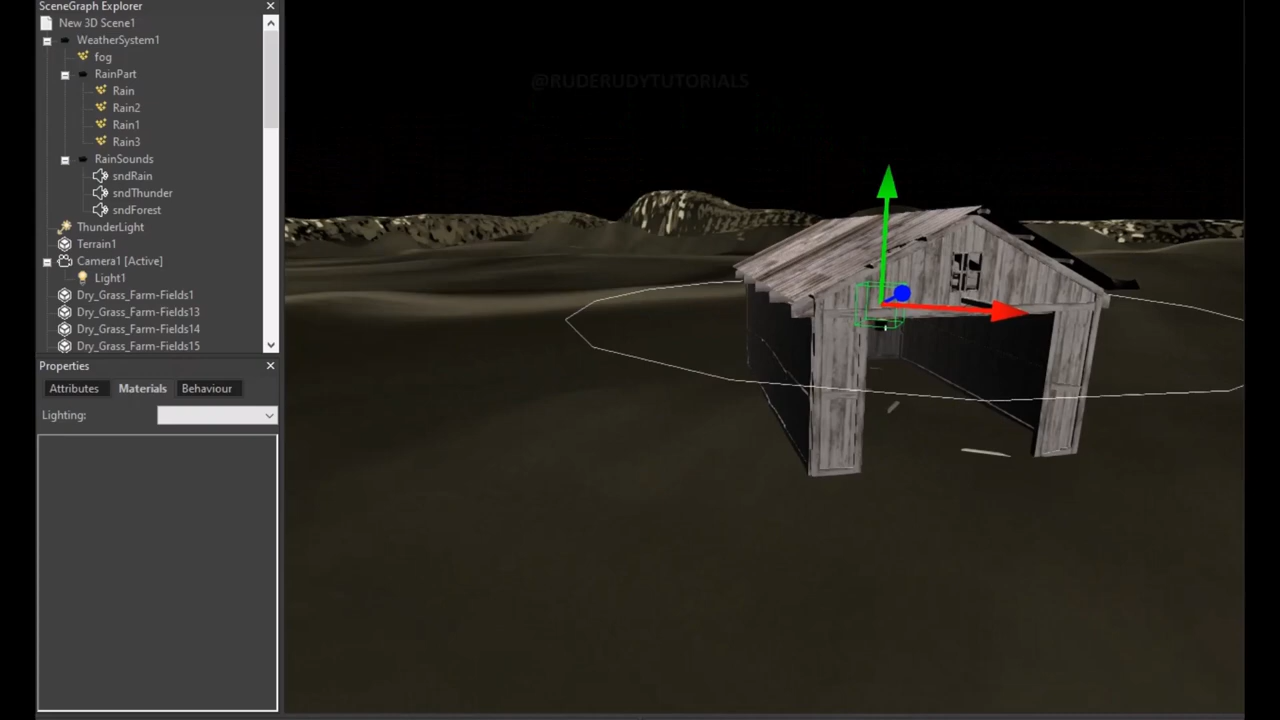 SceneGraph Explorer
New 3D Scene1
WeatherSystem1
fog
RainPart
Rain
Rain2
Rain1
Rain3
RainSounds
sndRain
sndThunder
sndForest
ThunderLight
Terrain1
Camera1 [Active]
Light1
Dry_Grass_Farm-Fields1
Dry_Grass_Farm-Fields13
Dry_Grass_Farm-Fields14
Dry_Grass_Farm-Fields15
Properties
Attributes Materials Behaviour
Lighting:
@RUDERUDYTUTORIALS